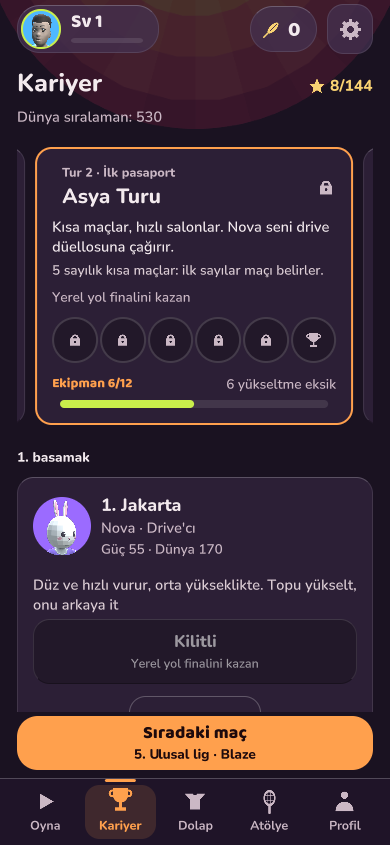 Sv 1
0
Kariyer
8/144
Dünya sıralaman: 530
Tur 2 · İlk pasaport
Asya Turu
Kısa maçlar, hızlı salonlar. Nova seni drive
düellosuna çağırır.
5 sayılık kısa maçlar: ilk sayılar maçı belirler.
Yerel yol finalini kazan
Ekipman 6/12
6 yükseltme eksik
1. basamak
1. Jakarta
Nova · Drive'cı
Güç 55 · Dünya 170
Düz ve hızlı vurur, orta yükseklikte. Topu yükselt,
onu arkaya it
Kilitli
Yerel yol finalini kazan
Sıradaki maç
5. Ulusal lig · Blaze
Oyna
Kariyer
Dolap
Atölye
Profil